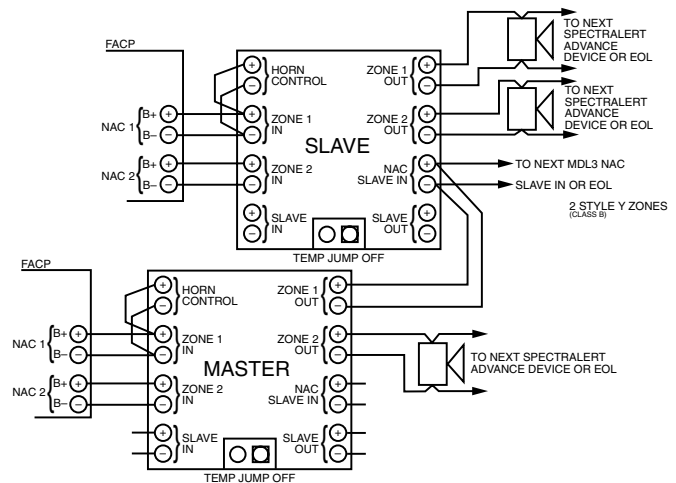 FACP
NAC 1
B+
B–
NAC 2
B+
B–
+
–
+
–
+ HORN
– CONTROL
+ ZONE 1
– IN
+ ZONE 2
– IN
+ SLAVE
– IN
SLAVE
ZONE 1 +
OUT –
ZONE 2 +
OUT –
NAC +
SLAVE IN –
SLAVE +
OUT –
TEMP JUMP OFF
TO NEXT
SPECTRALERT
ADVANCE
DEVICE OR EOL
TO NEXT
SPECTRALERT
ADVANCE
DEVICE OR EOL
TO NEXT MDL3 NAC
SLAVE IN OR EOL
2 STYLE Y ZONES
(CLASS B)
FACP
NAC 1
B+
B–
NAC 2
B+
B–
+
–
+
–
+ HORN
– CONTROL
+ ZONE 1
– IN
+ ZONE 2
– IN
+ SLAVE
– IN
MASTER
ZONE 1 +
OUT –
ZONE 2 +
OUT –
NAC +
SLAVE IN –
SLAVE +
OUT –
TEMP JUMP OFF
TO NEXT SPECTRALERT
ADVANCE DEVICE OR EOL